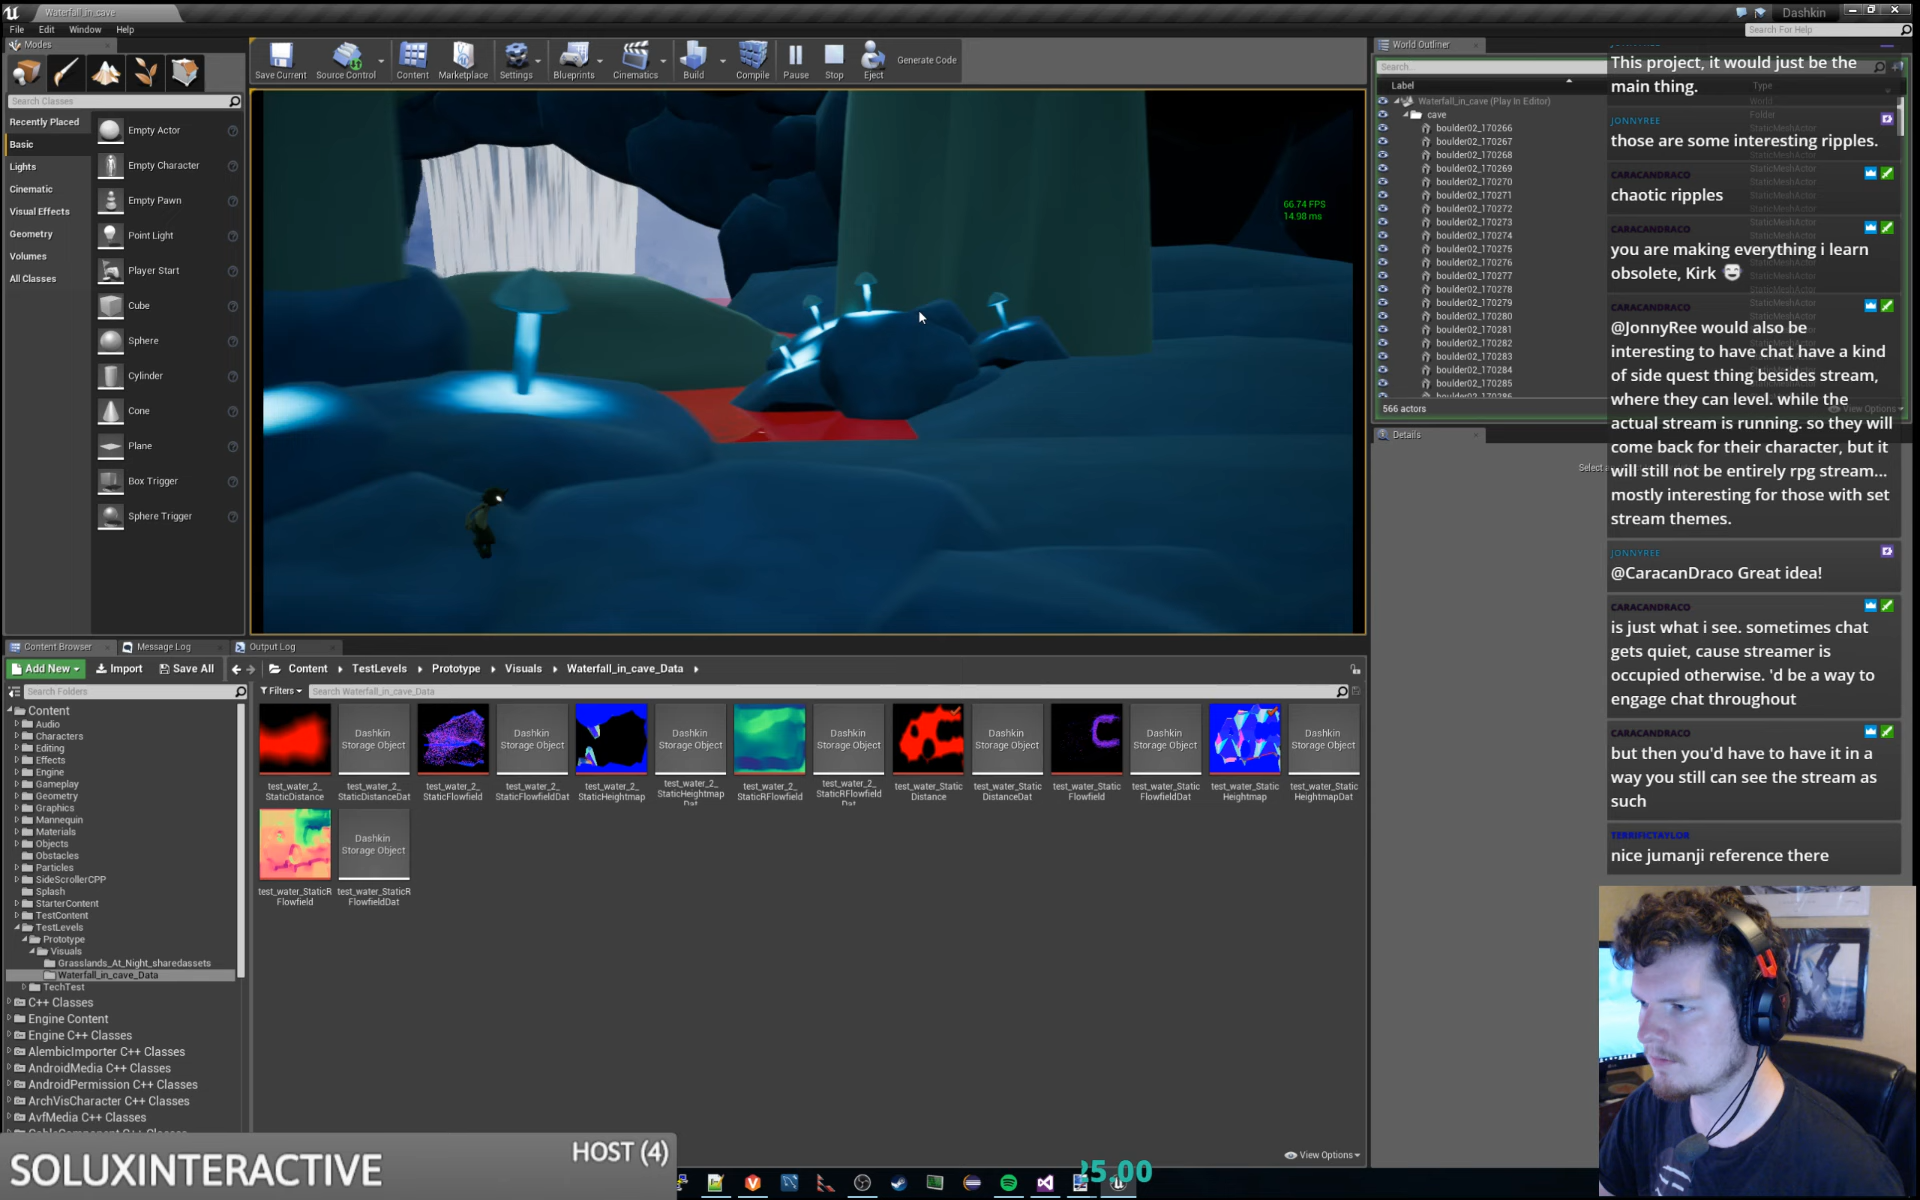 Waterfall_in_cave
Dashkin
File Edit Window Help
Search For Help
Modes
Search Classes
Recently Placed
Basic
Lights
Cinematic
Visual Effects
Geometry
Volumes
All Classes
Empty Actor
Empty Character
Empty Pawn
Point Light
Player Start
Cube
Sphere
Cylinder
Cone
Plane
Box Trigger
Sphere Trigger
Save Current
Source Control
Content
Marketplace
Settings
Blueprints
Cinematics
Build
Compile
Pause
Stop
Eject
Generate Code
66.74 FPS
14.98 ms
World Outliner
Search...
Label
Type
Waterfall_in_cave (Play In Editor)
World
cave
Folder
boulder02_170266
boulder02_170267
boulder02_170268
boulder02_170269
boulder02_170270
boulder02_170271
boulder02_170272
boulder02_170273
boulder02_170274
boulder02_170275
boulder02_170276
boulder02_170277
boulder02_170278
boulder02_170279
boulder02_170280
boulder02_170281
boulder02_170282
boulder02_170283
boulder02_170284
boulder02_170285
boulder02_170286
566 actors
View Options
Details
This project, it would just be the
main thing.
JONNYREE
those are some interesting ripples.
CARACANDRACO
chaotic ripples
CARACANDRACO
you are making everything i learn
obsolete, Kirk
CARACANDRACO
@JonnyRee would also be
interesting to have chat have a kind
of side quest thing besides stream,
where they can level. while the
actual stream is running. so they will
come back for their character, but it
will still not be entirely rpg stream...
mostly interesting for those with set
stream themes.
JONNYREE
@CaracanDraco Great idea!
CARACANDRACO
is just what i see. sometimes chat
gets quiet, cause streamer is
occupied otherwise. 'd be a way to
engage chat throughout
CARACANDRACO
but then you'd have to have it in a
way you still can see the stream as
such
TERRIFICTAYLOR
nice jumanji reference there
Content Browser
Message Log
Output Log
Add New
Import
Save All
Content TestLevels Prototype Visuals Waterfall_in_cave_Data
Search Folders
Filters
Search Waterfall_in_cave_Data
Content
Audio
Characters
Editing
Effects
Engine
Gameplay
Geometry
Graphics
Mannequin
Materials
Objects
Obstacles
Particles
SideScrollerCPP
Splash
StarterContent
TestContent
TestLevels
Prototype
Visuals
Grasslands_At_Night_sharedassets
Waterfall_in_cave_Data
TechTest
C++ Classes
Engine Content
Engine C++ Classes
AlembicImporter C++ Classes
AndroidMedia C++ Classes
AndroidPermission C++ Classes
ArchVisCharacter C++ Classes
AvfMedia C++ Classes
Dashkin Storage Object
Dashkin Storage Object
Dashkin Storage Object
Dashkin Storage Object
Dashkin Storage Object
Dashkin Storage Object
Dashkin Storage Object
test_water_2_StaticDistance
test_water_2_StaticDistanceDat
test_water_2_StaticFlowfield
test_water_2_StaticFlowfieldDat
test_water_2_StaticHeightmap
test_water_2_StaticHeightmapDat
test_water_2_StaticRFlowfield
test_water_2_StaticRFlowfieldDat
test_water_StaticDistance
test_water_StaticDistanceDat
test_water_StaticFlowfield
test_water_StaticFlowfieldDat
test_water_StaticHeightmap
test_water_StaticHeightmapDat
Dashkin Storage Object
test_water_StaticRFlowfield
test_water_StaticRFlowfieldDat
View Options
SOLUXINTERACTIVE
HOST (4)
5.00